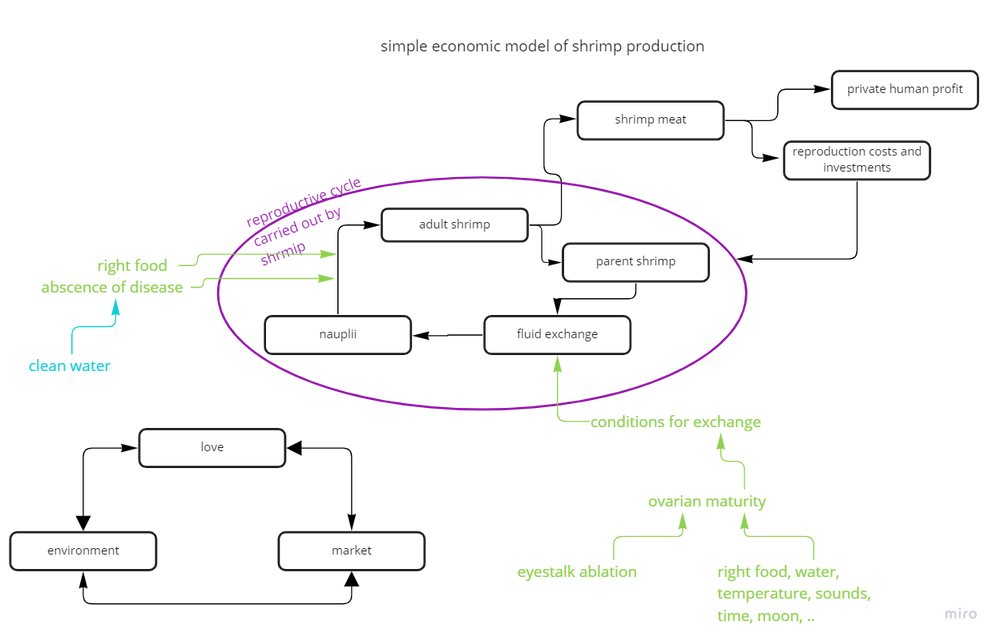 simple economic model of shrimp production
private human profit
shrimp meat
reproduction costs and
investments
reproductive cycle
carried out by
shrmip
adult shrimp
parent shrimp
right food
abscence of disease
nauplii
fluid exchange
clean water
conditions for exchange
love
ovarian maturity
environment
market
eyestalk ablation
right food, water,
temperature, sounds,
time, moon, ..
miro